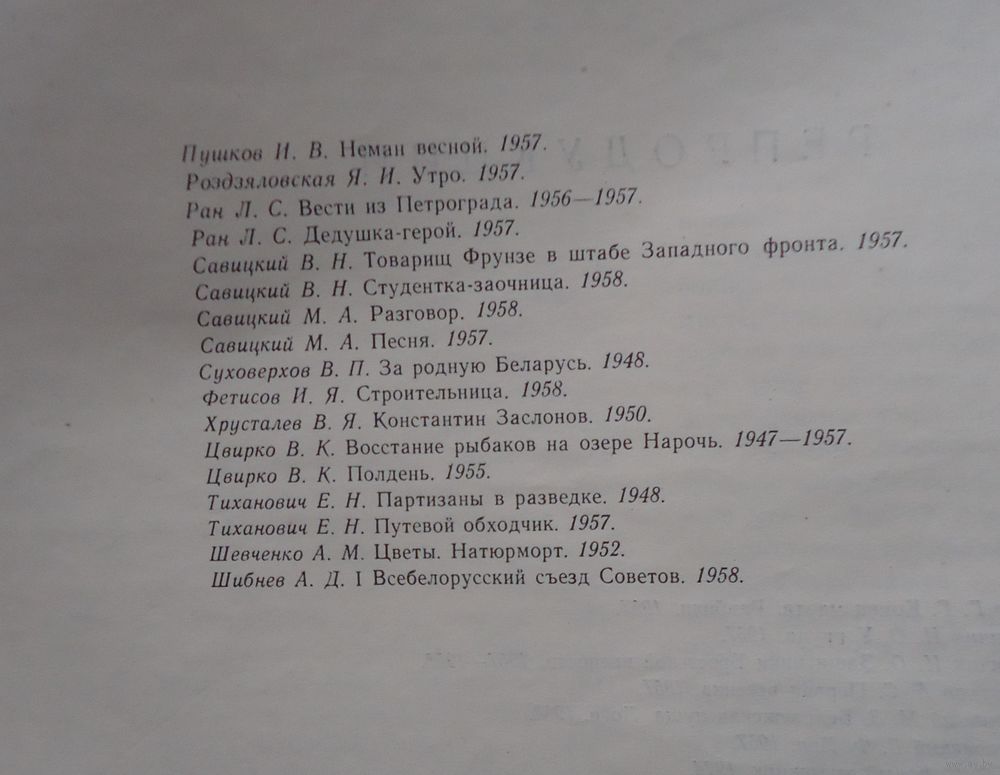 Пушков И. В. Неман весной. 1957.
Роздзяловская Я. И. Утро. 1957.
Ран Л. С. Вести из Петрограда. 1956—1957.
Ран Л. С. Дедушка-герой. 1957.
Савицкий В. Н. Товарищ Фрунзе в штабе Западного фронта. 1957.
Савицкий В. Н. Студентка-заочница. 1958.
Савицкий М. А. Разговор. 1958.
Савицкий М. А. Песня. 1957.
Суховерхов В. П. За родную Беларусь. 1948.
Фетисов И. Я. Строительница. 1958.
Хрусталев В. Я. Константин Заслонов. 1950.
Цвирко В. К. Восстание рыбаков на озере Нарочь. 1947—1957.
Цвирко В. К. Полдень. 1955.
Тиханович Е. Н. Партизаны в разведке. 1948.
Тиханович Е. Н. Путевой обходчик. 1957.
Шевченко А. М. Цветы. Натюрморт. 1952.
Шибнев А. Д. I Всебелорусский съезд Советов. 1958.